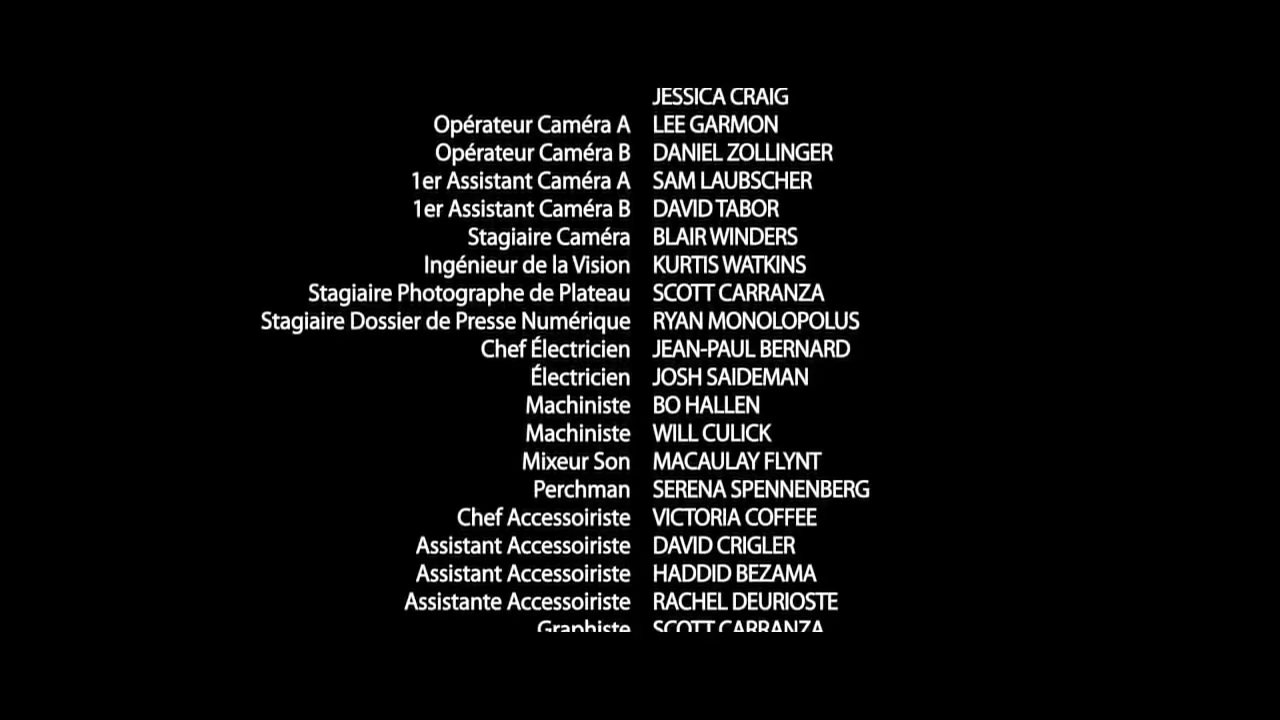 JESSICA CRAIG
Opérateur Caméra A LEE GARMON
Opérateur Caméra B DANIEL ZOLLINGER
1er Assistant Caméra A SAM LAUBSCHER
1er Assistant Caméra B DAVID TABOR
Stagiaire Caméra BLAIR WINDERS
Ingénieur de la Vision KURTIS WATKINS
Stagiaire Photographe de Plateau SCOTT CARRANZA
Stagiaire Dossier de Presse Numérique RYAN MONOLOPOLUS
Chef Électricien JEAN-PAUL BERNARD
Électricien JOSH SAIDEMAN
Machiniste BO HALLEN
Machiniste WILL CULICK
Mixeur Son MACAULAY FLYNT
Perchman SERENA SPENNENBERG
Chef Accessoiriste VICTORIA COFFEE
Assistant Accessoiriste DAVID CRIGLER
Assistant Accessoiriste HADDID BEZAMA
Assistante Accessoiriste RACHEL DEURIOSTE
Graphiste SCOTT CARRANZA